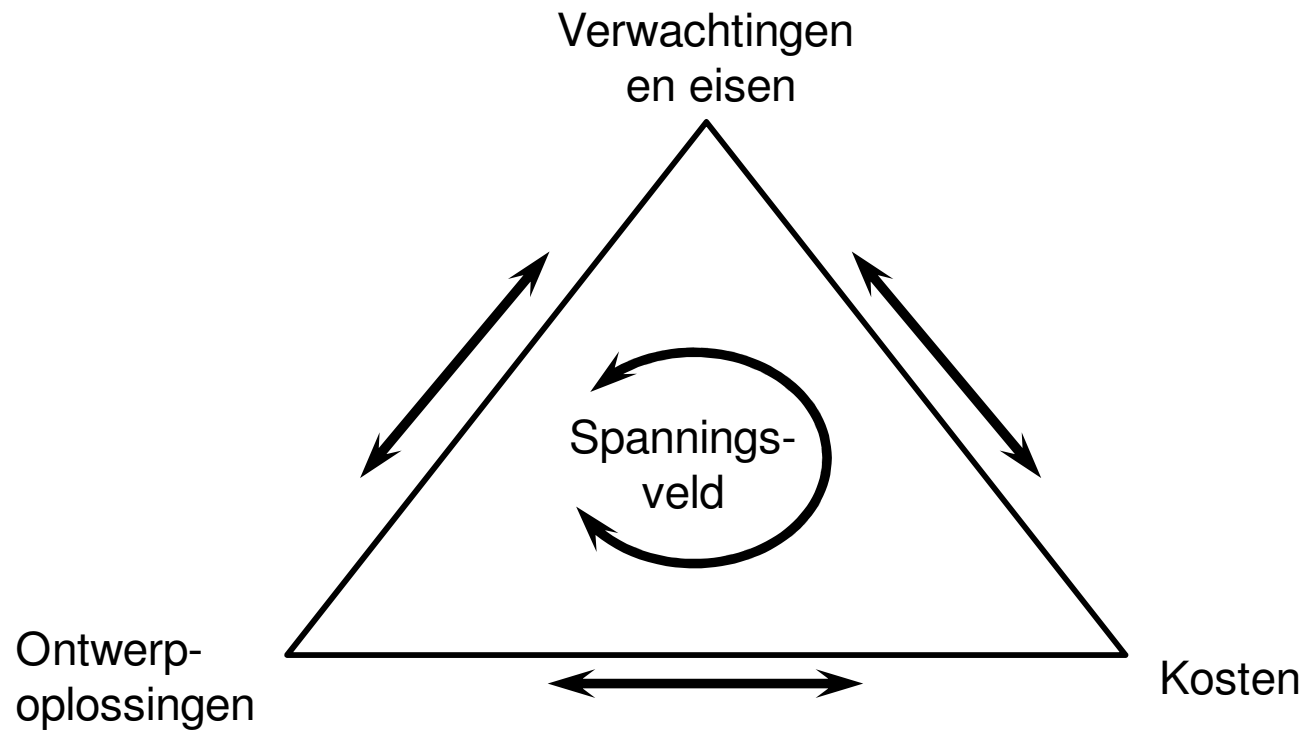 Verwachtingen
en eisen
Spannings-
veld
Ontwerp-
oplossingen
Kosten